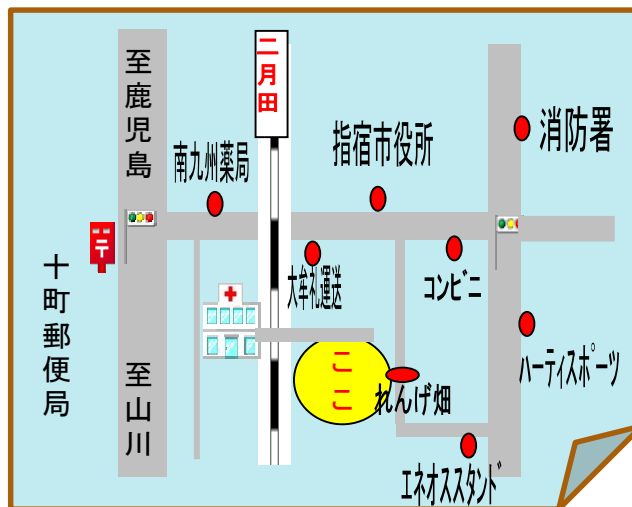 至鹿児島
二月田
消防署
指宿市役所
南九州薬局
十町郵便局
大牟礼運送
コンビニ
ハーティスポーツ
ここ
れんげ畑
至山川
エネオススタンド